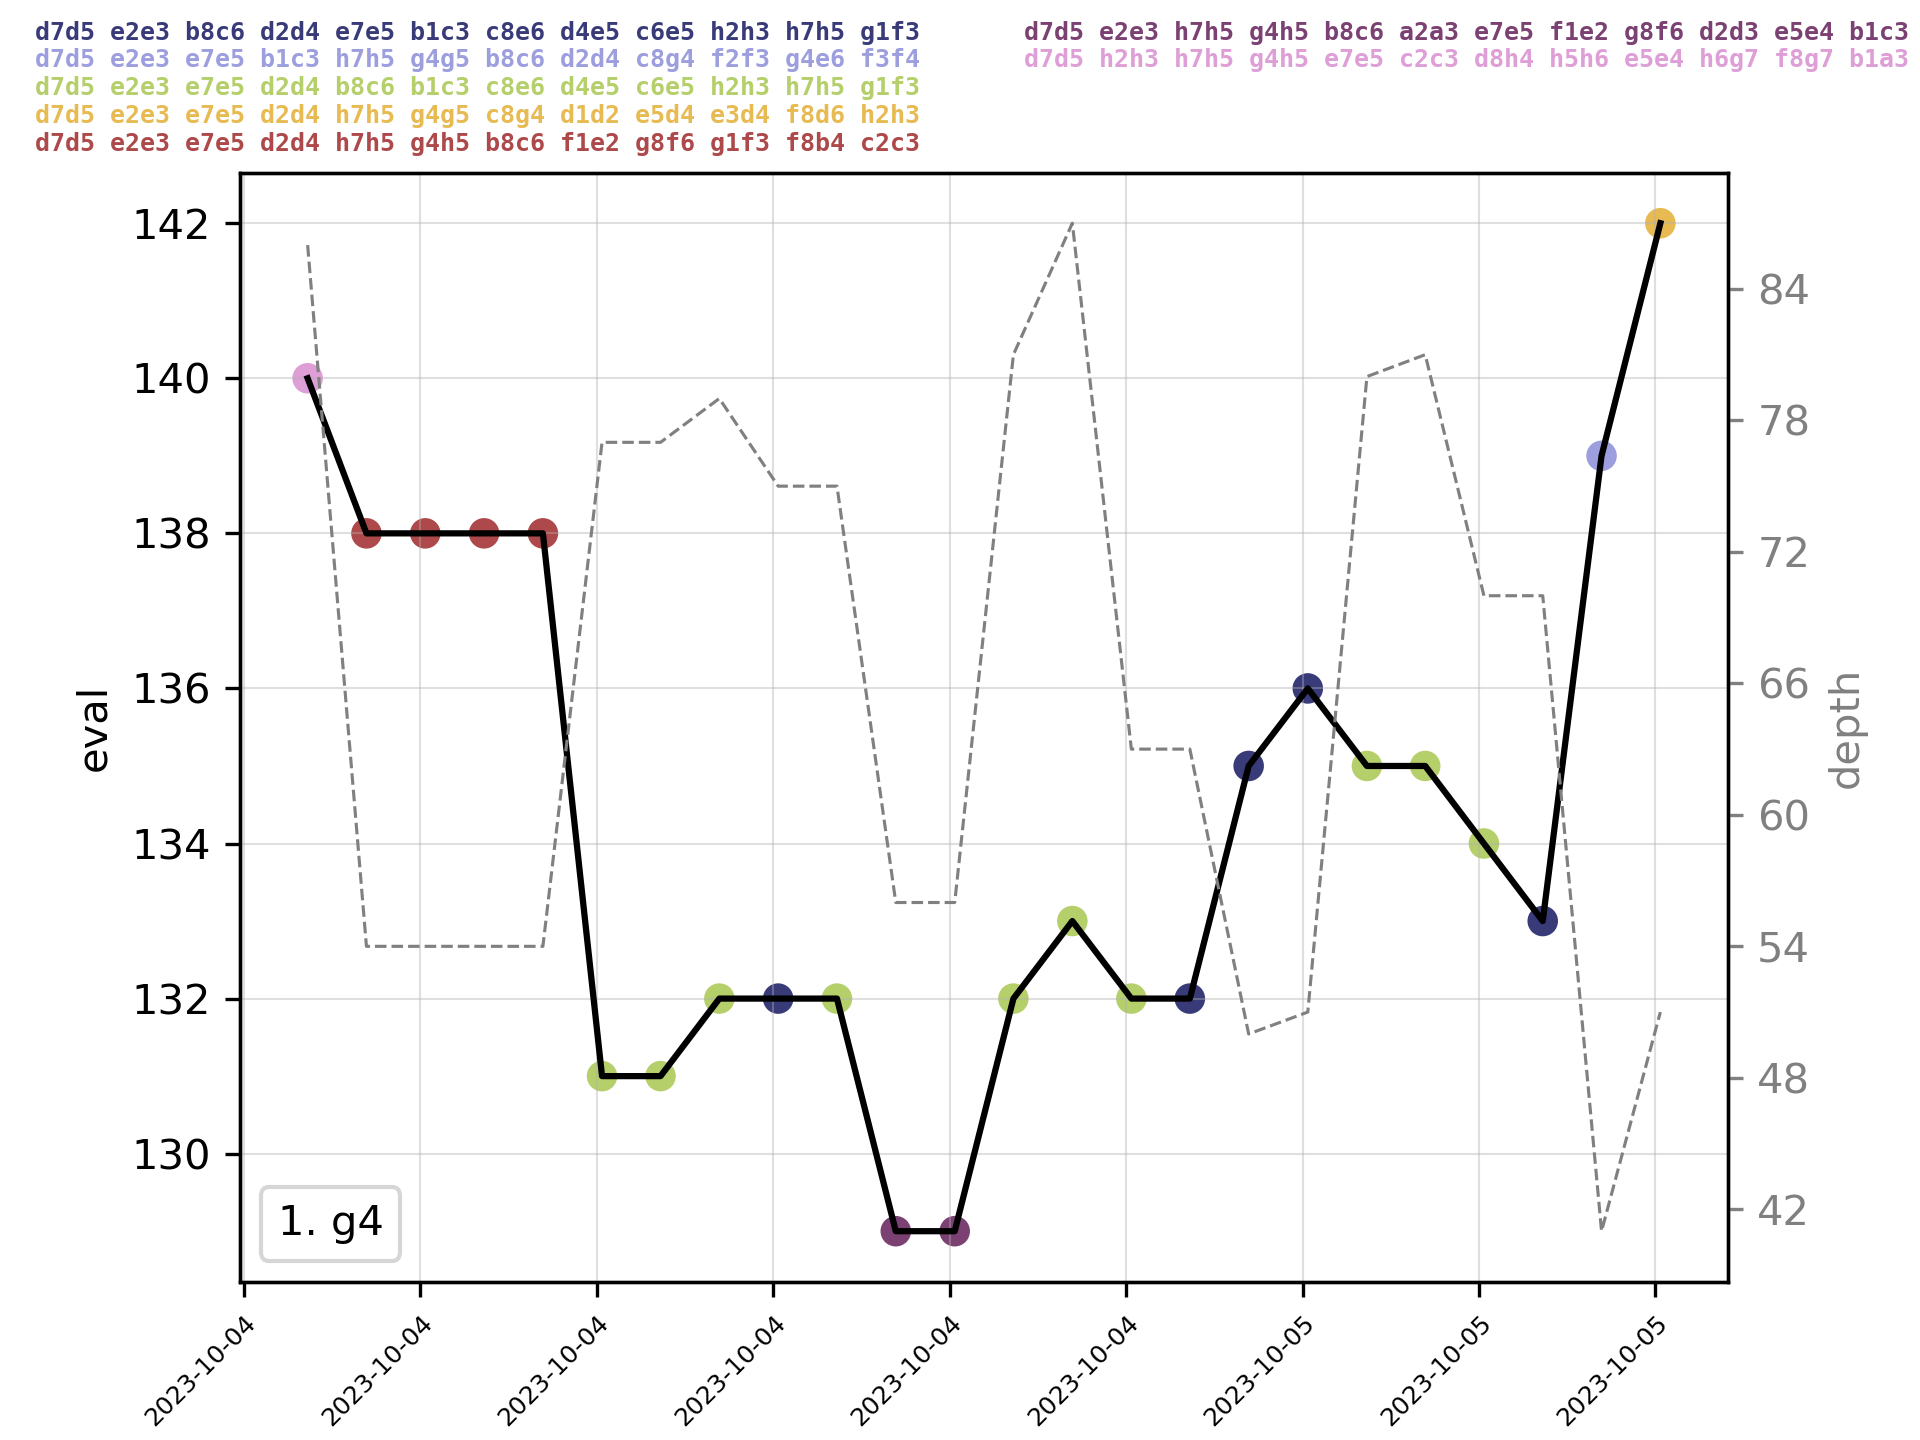 d7d5 e2e3 b8c6 d2d4 e7e5 b1c3 c8e6 d4e5 c6e5 h2h3 h7h5 g1f3
d7d5 e2e3 e7e5 b1c3 h7h5 g4g5 b8c6 d2d4 c8g4 f2f3 g4e6 f3f4
d7d5 e2e3 e7e5 d2d4 b8c6 b1c3 c8e6 d4e5 c6e5 h2h3 h7h5 g1f3
d7d5 e2e3 e7e5 d2d4 h7h5 g4g5 c8g4 d1d2 e5d4 e3d4 f8d6 h2h3
d7d5 e2e3 e7e5 d2d4 h7h5 g4h5 b8c6 f1e2 g8f6 g1f3 f8b4 c2c3
d7d5 e2e3 h7h5 g4h5 b8c6 a2a3 e7e5 f1e2 g8f6 d2d3 e5e4 b1c3
d7d5 h2h3 h7h5 g4h5 e7e5 c2c3 d8h4 h5h6 e5e4 h6g7 f8g7 b1a3
142
140
138
136
134
132
130
eval
84
78
72
66
60
54
48
42
depth
1. g4
2023-10-04
2023-10-04
2023-10-04
2023-10-04
2023-10-04
2023-10-04
2023-10-05
2023-10-05
2023-10-05